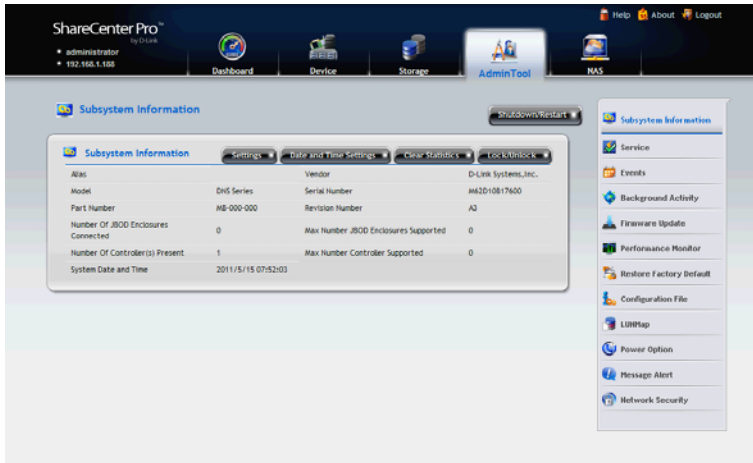 Help About Logout
ShareCenter Pro™
by D-Link
• administrator
• 192.168.1.188
Dashboard Device Storage AdminTool NAS
Subsystem Information
Shutdown/Restart
Subsystem Information
Settings Date and Time Settings Clear Statistics Lock/Unlock
Alias Vendor D-Link Systems,Inc.
Model DNS Series Serial Number M62D10B17600
Part Number MB-000-000 Revision Number A3
Number Of JBOD Enclosures Connected 0 Max Number JBOD Enclosures Supported 0
Number Of Controller(s) Present 1 Max Number Controller Supported 0
System Date and Time 2011/5/15 07:52:03
Subsystem Information
Service
Events
Background Activity
Firmware Update
Performance Monitor
Restore Factory Default
Configuration File
LUNMap
Power Option
Message Alert
Network Security